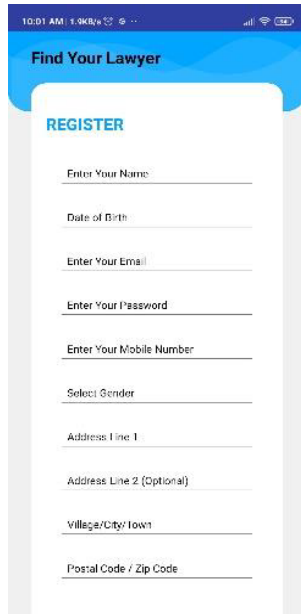 10:01 AM | 1.9KB/s
Find Your Lawyer
REGISTER
Enter Your Name
Date of Birth
Enter Your Email
Enter Your Password
Enter Your Mobile Number
Select Gender
Address Line 1
Address Line 2 (Optional)
Village/City/Town
Postal Code / Zip Code